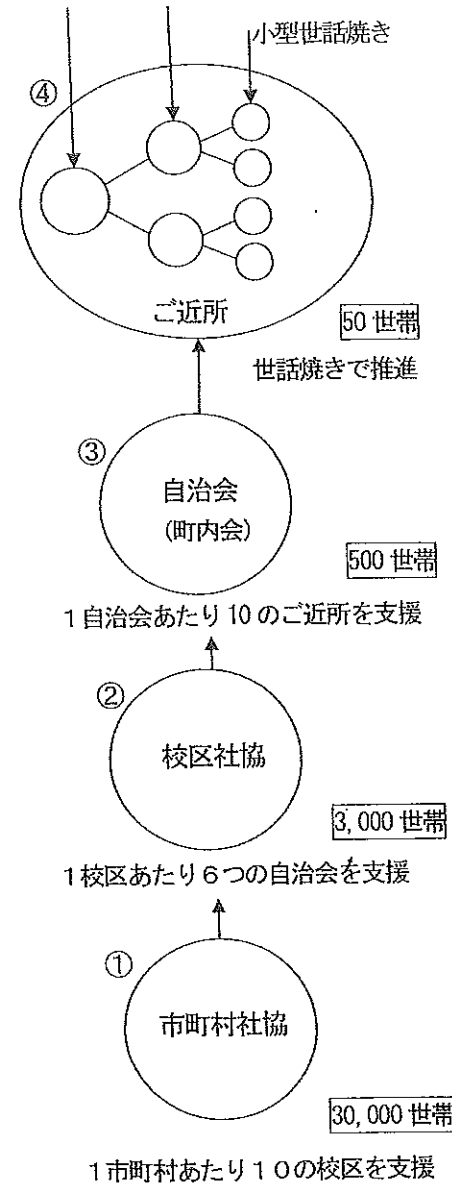 小型世話焼き
④
ご近所
50 世帯
世話焼きで推進
③
自治会
(町内会)
500 世帯
1自治会あたり 10 のご近所を支援
②
校区社協
3,000 世帯
1校区あたり6つの自治会を支援
①
市町村社協
30,000 世帯
1市町村あたり10の校区を支援